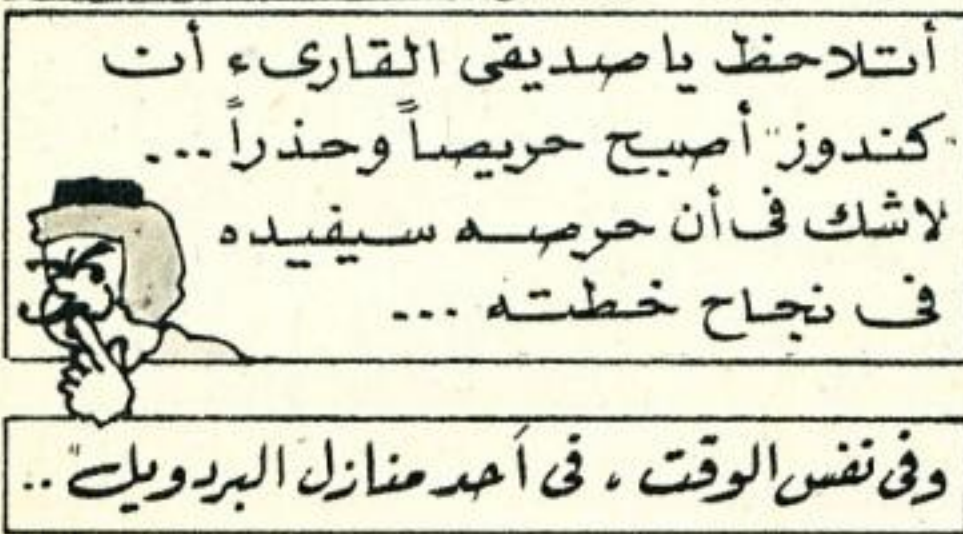 أتلاحظ يا صديقى القارىء أن
"كندوز" أصبح حريصاً وحذراً...
لاشك فى أن حرصه سيفيده
فى نجاح خطته ...
وفى نفس الوقت ، فى أحد منازل "البردويل" ..